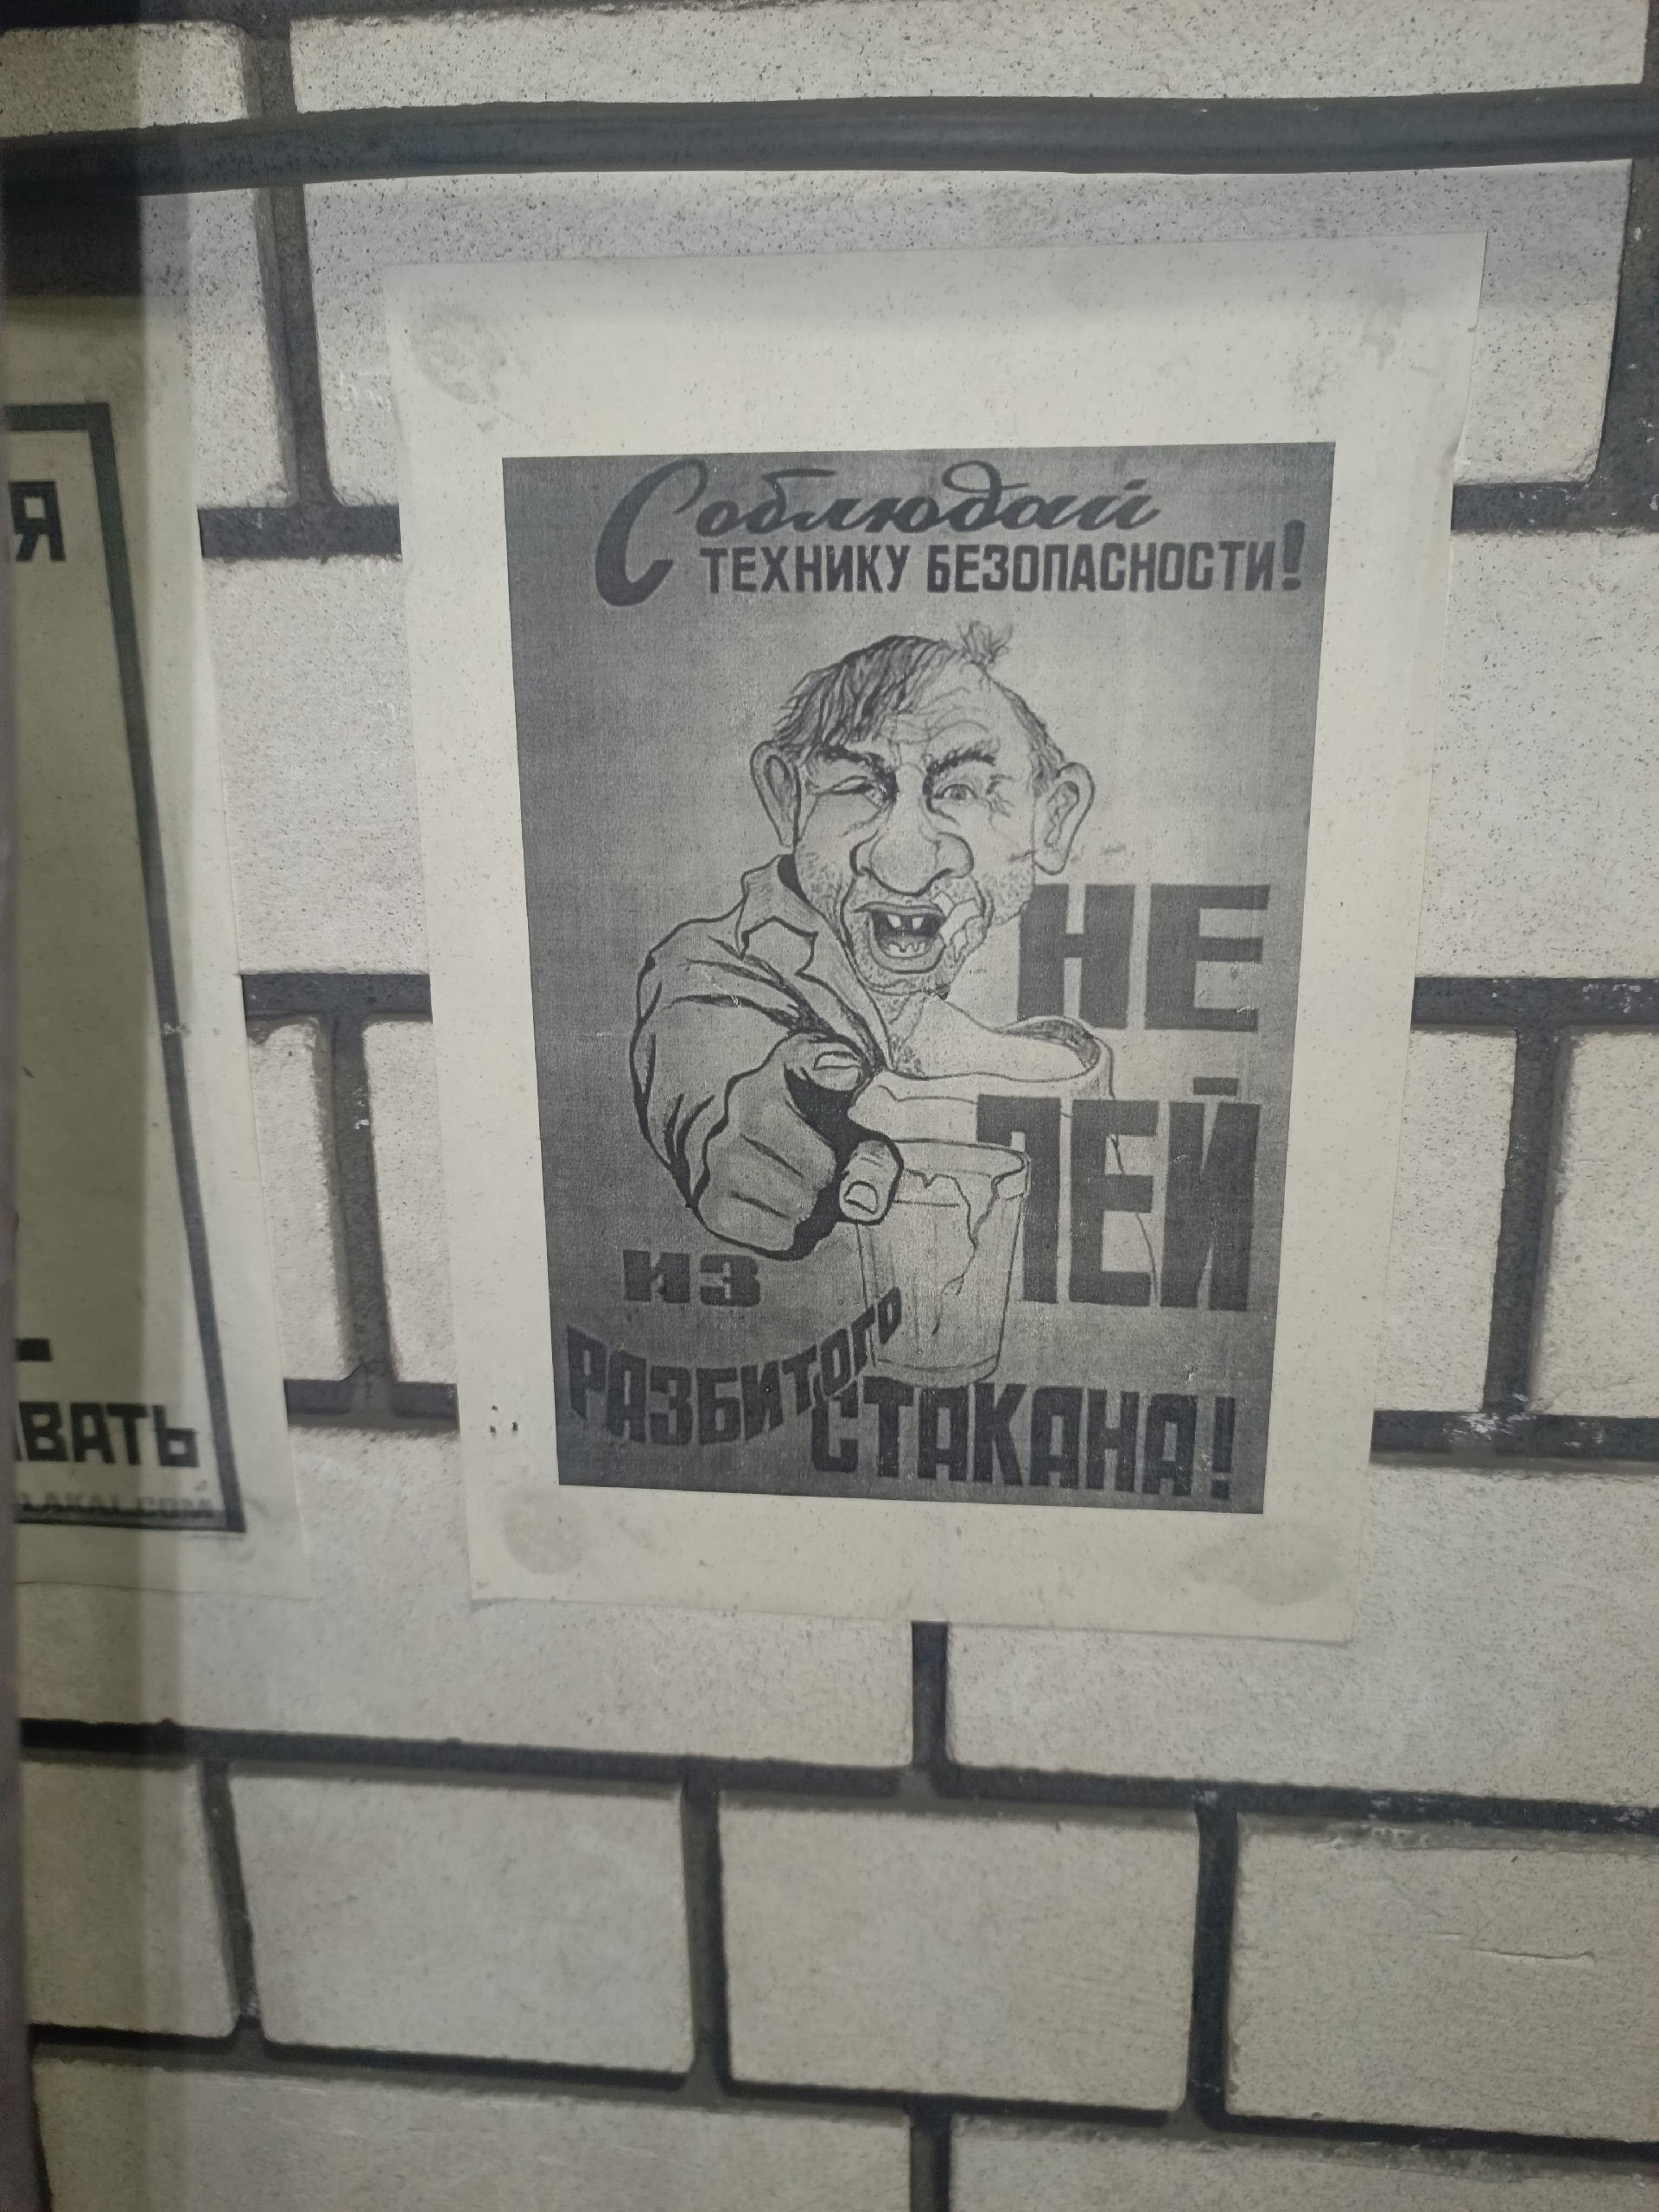 Я
ВАТЬ
Соблюдай
ТЕХНИКУ БЕЗОПАСНОСТИ!
НЕ
ПЕЙ
ИЗ
РАЗБИТОГО
СТАКАНА!